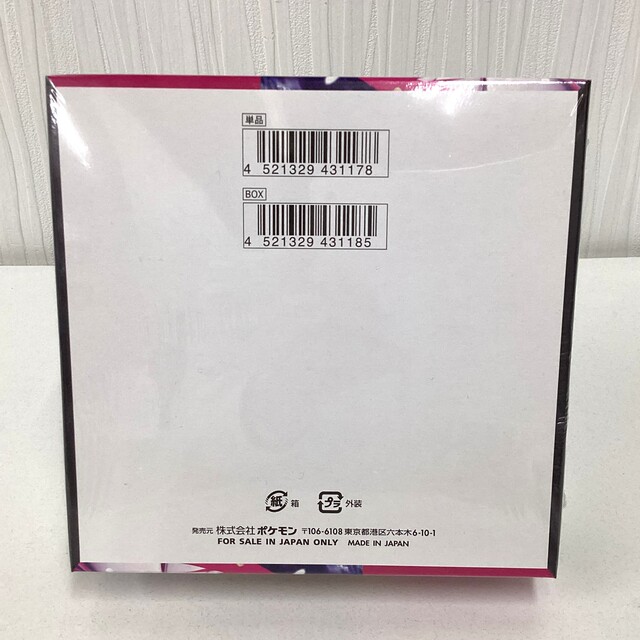 単品
4 521329 431178
BOX
4 521329 431185
紙 箱 プラ 外装
発売元 株式会社ポケモン 〒106-6108 東京都港区六本木6-10-1
FOR SALE IN JAPAN ONLY MADE IN JAPAN